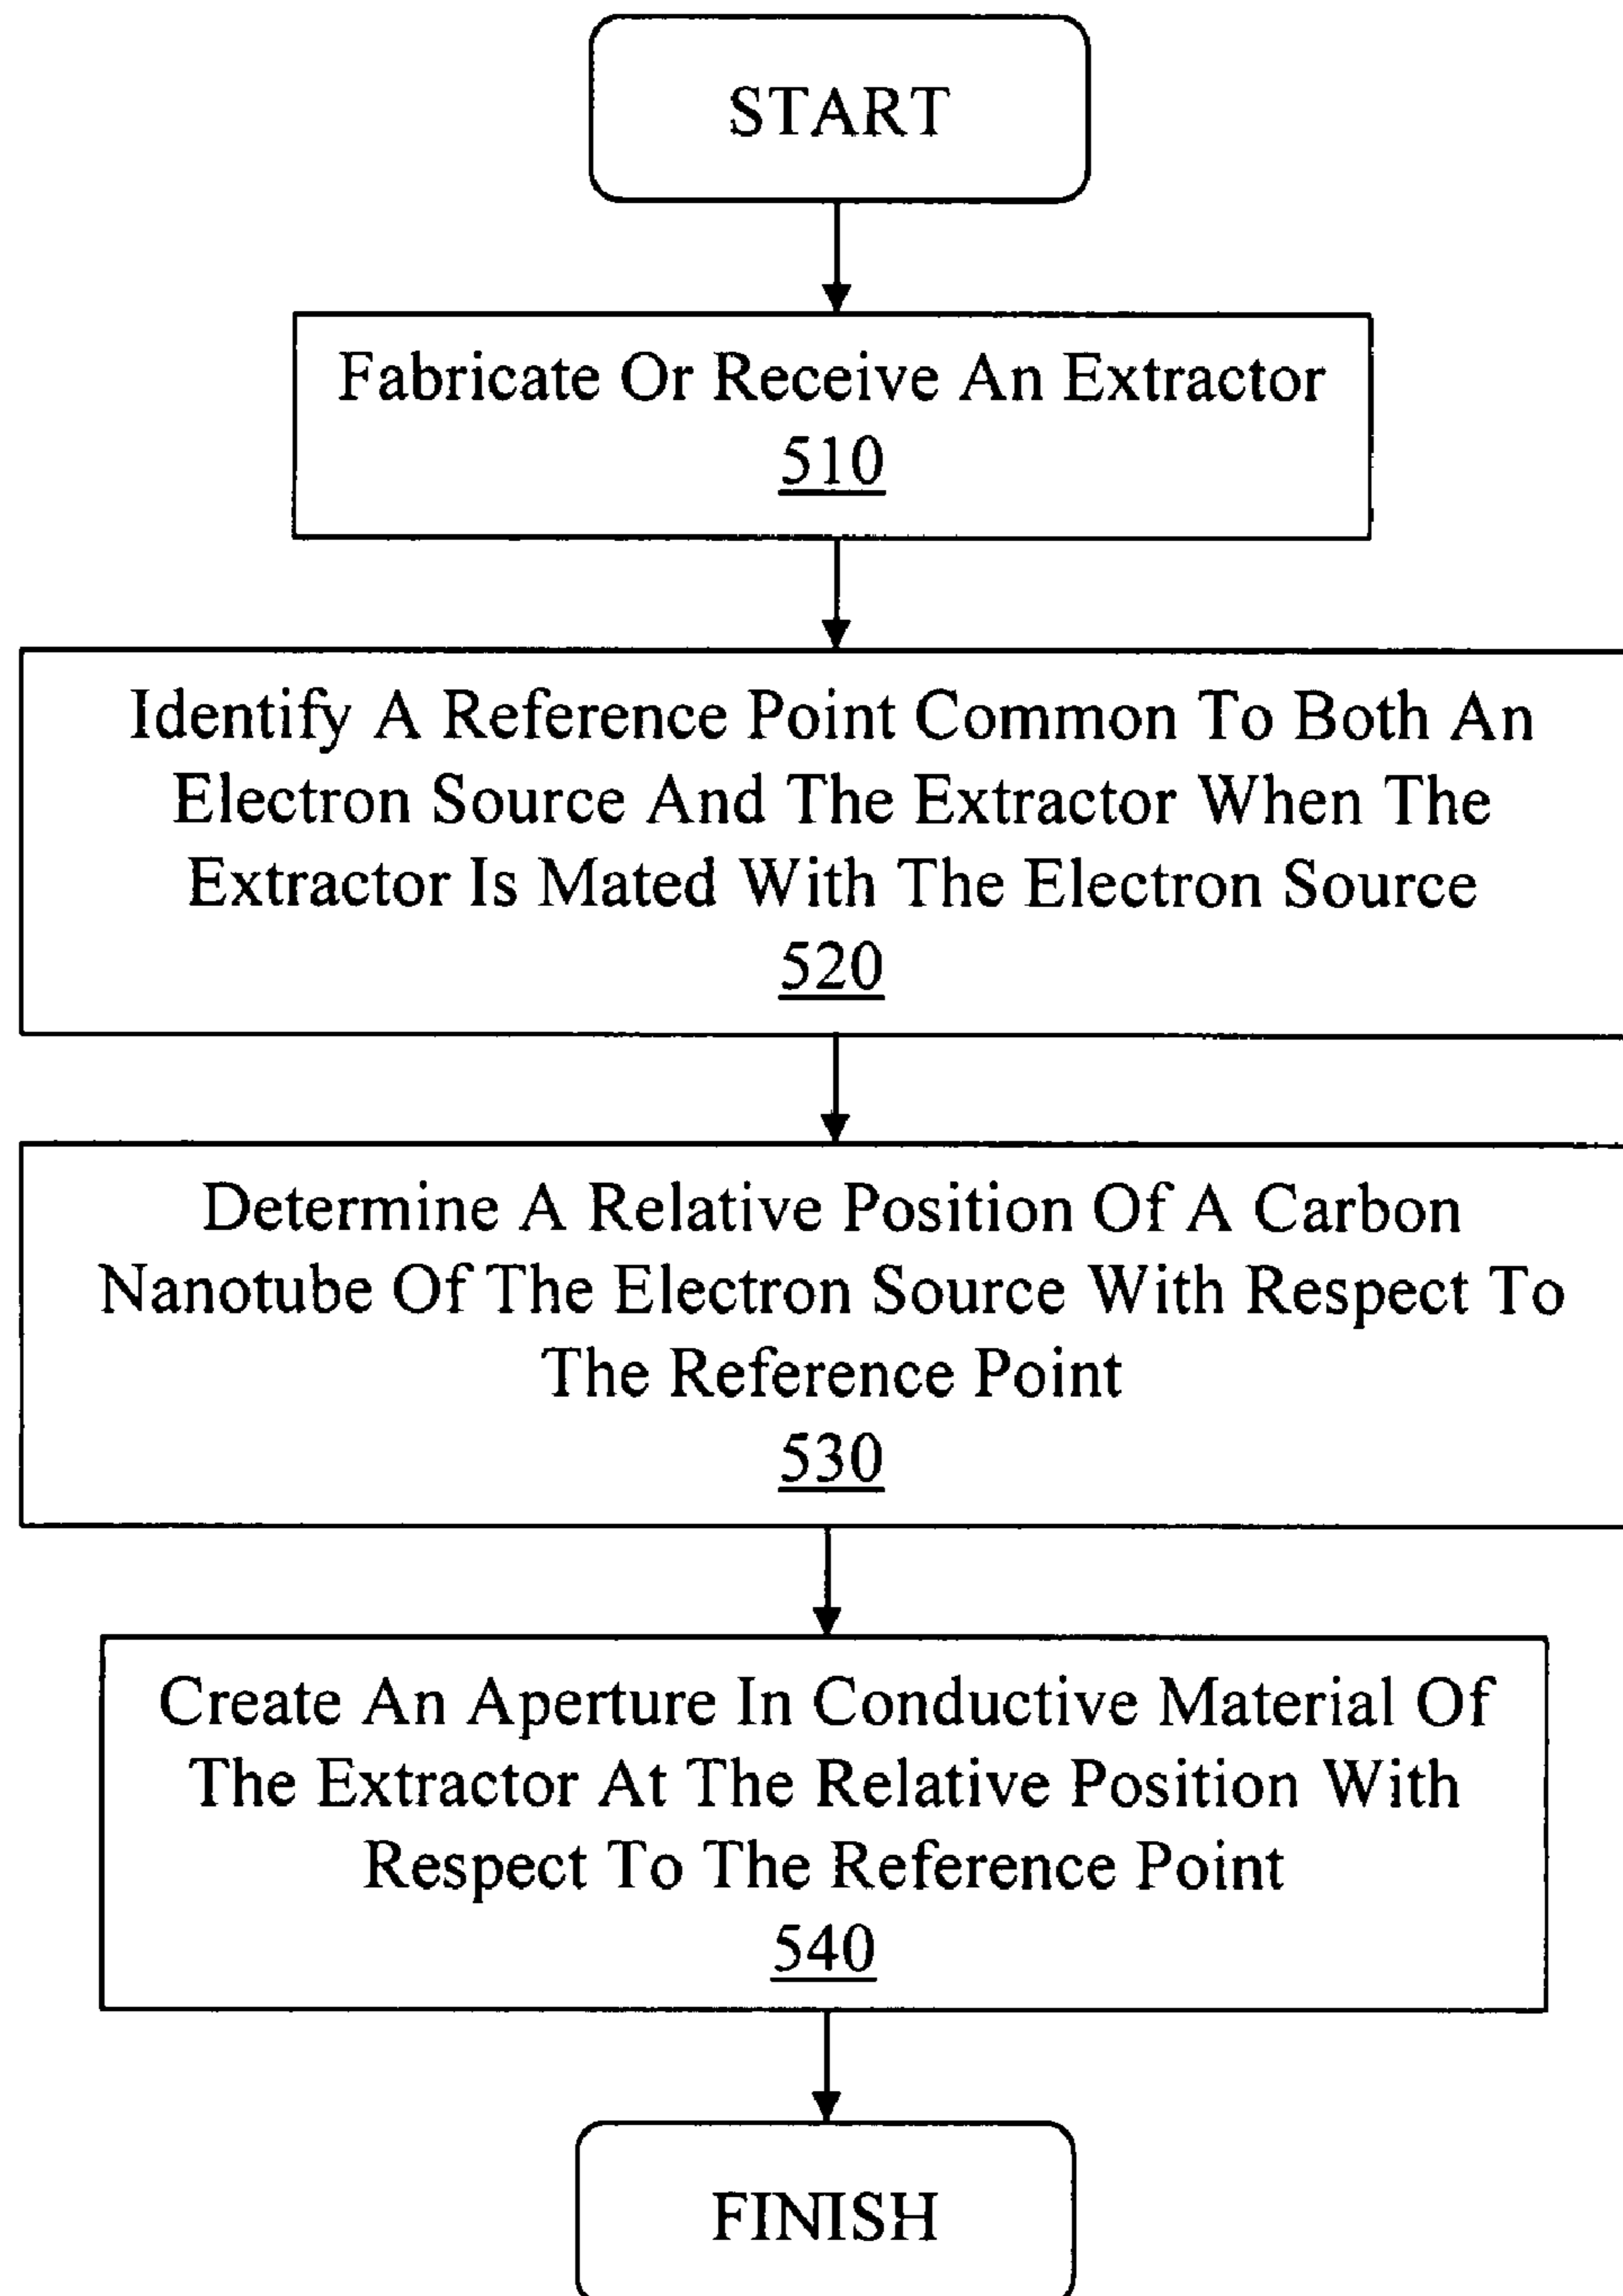 START
Fabricate Or Receive An Extractor
510
Identify A Reference Point Common To Both An
Electron Source And The Extractor When The
Extractor Is Mated With The Electron Source
520
Determine A Relative Position Of A Carbon
Nanotube Of The Electron Source With Respect To
The Reference Point
530
Create An Aperture In Conductive Material Of
The Extractor At The Relative Position With
Respect To The Reference Point
540
FINISH